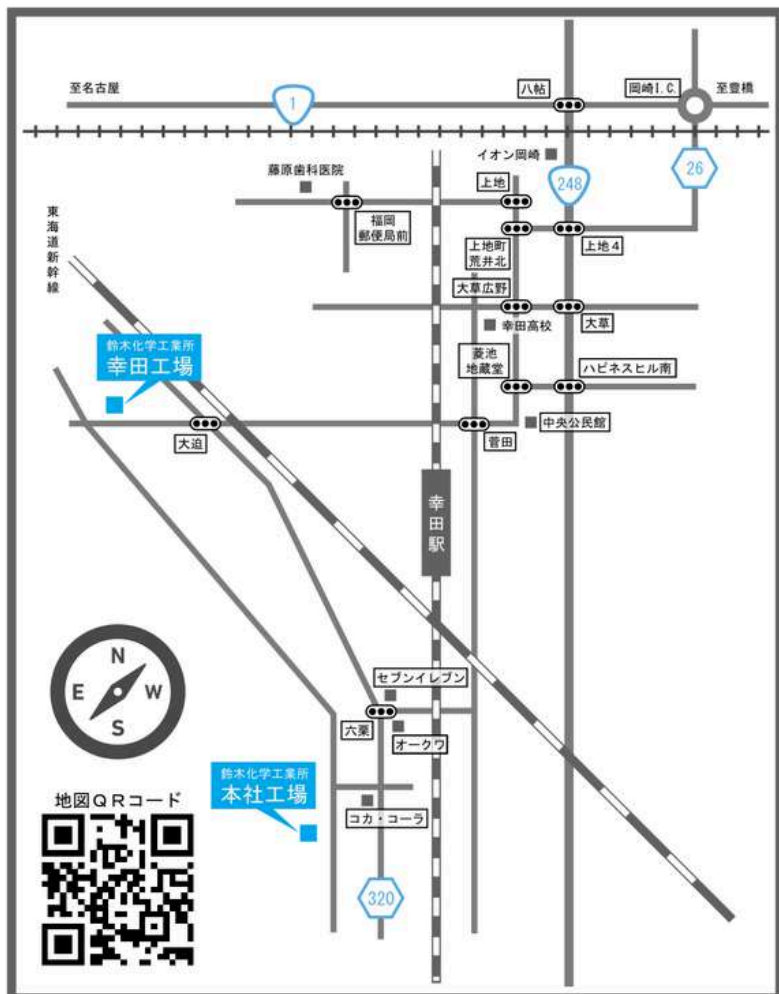 至名古屋
1
八帖
岡崎I.C.
至豊橋
イオン岡崎
藤原歯科医院
上地
248
26
東海道新幹線
福岡
郵便局前
上地町
荒井北
上地4
大草広野
大草
鈴木化学工業所
幸田工場
幸田高校
菱池
地蔵堂
ハピネスヒル南
大迫
菅田
中央公民館
幸田駅
N
E
W
S
セブンイレブン
六栗
オークワ
鈴木化学工業所
本社工場
地図QRコード
コカ・コーラ
320